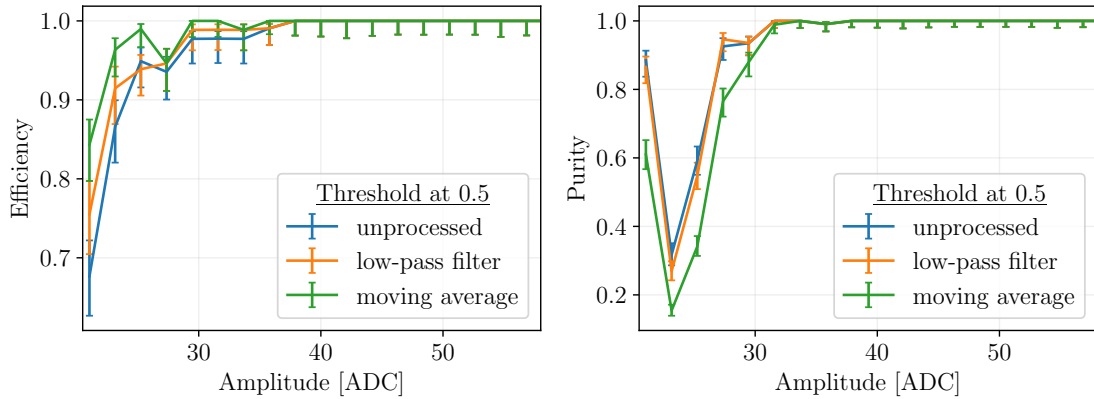 1.0
0.9
0.8
0.7
Efficiency
Threshold at 0.5
unprocessed
low-pass filter
moving average
30
40
50
Amplitude [ADC]
1.0
0.8
0.6
0.4
0.2
Purity
Threshold at 0.5
unprocessed
low-pass filter
moving average
30
40
50
Amplitude [ADC]